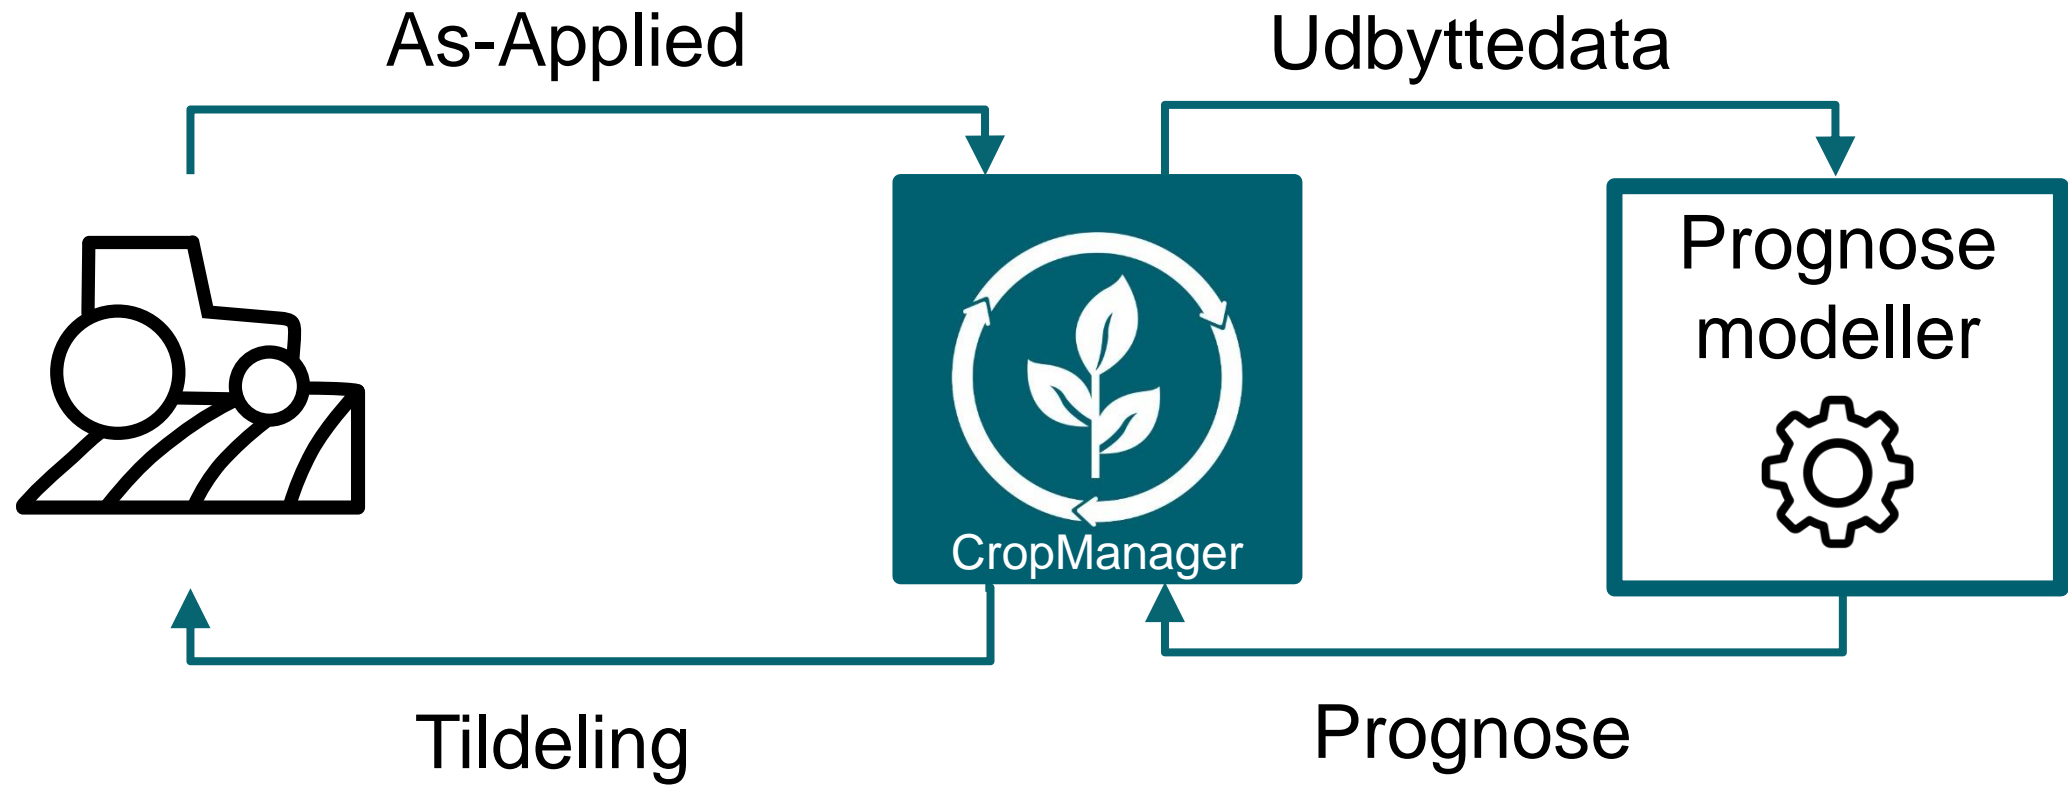 As-Applied
Udbyttedata
Prognose
modeller
CropManager
Tildeling
Prognose